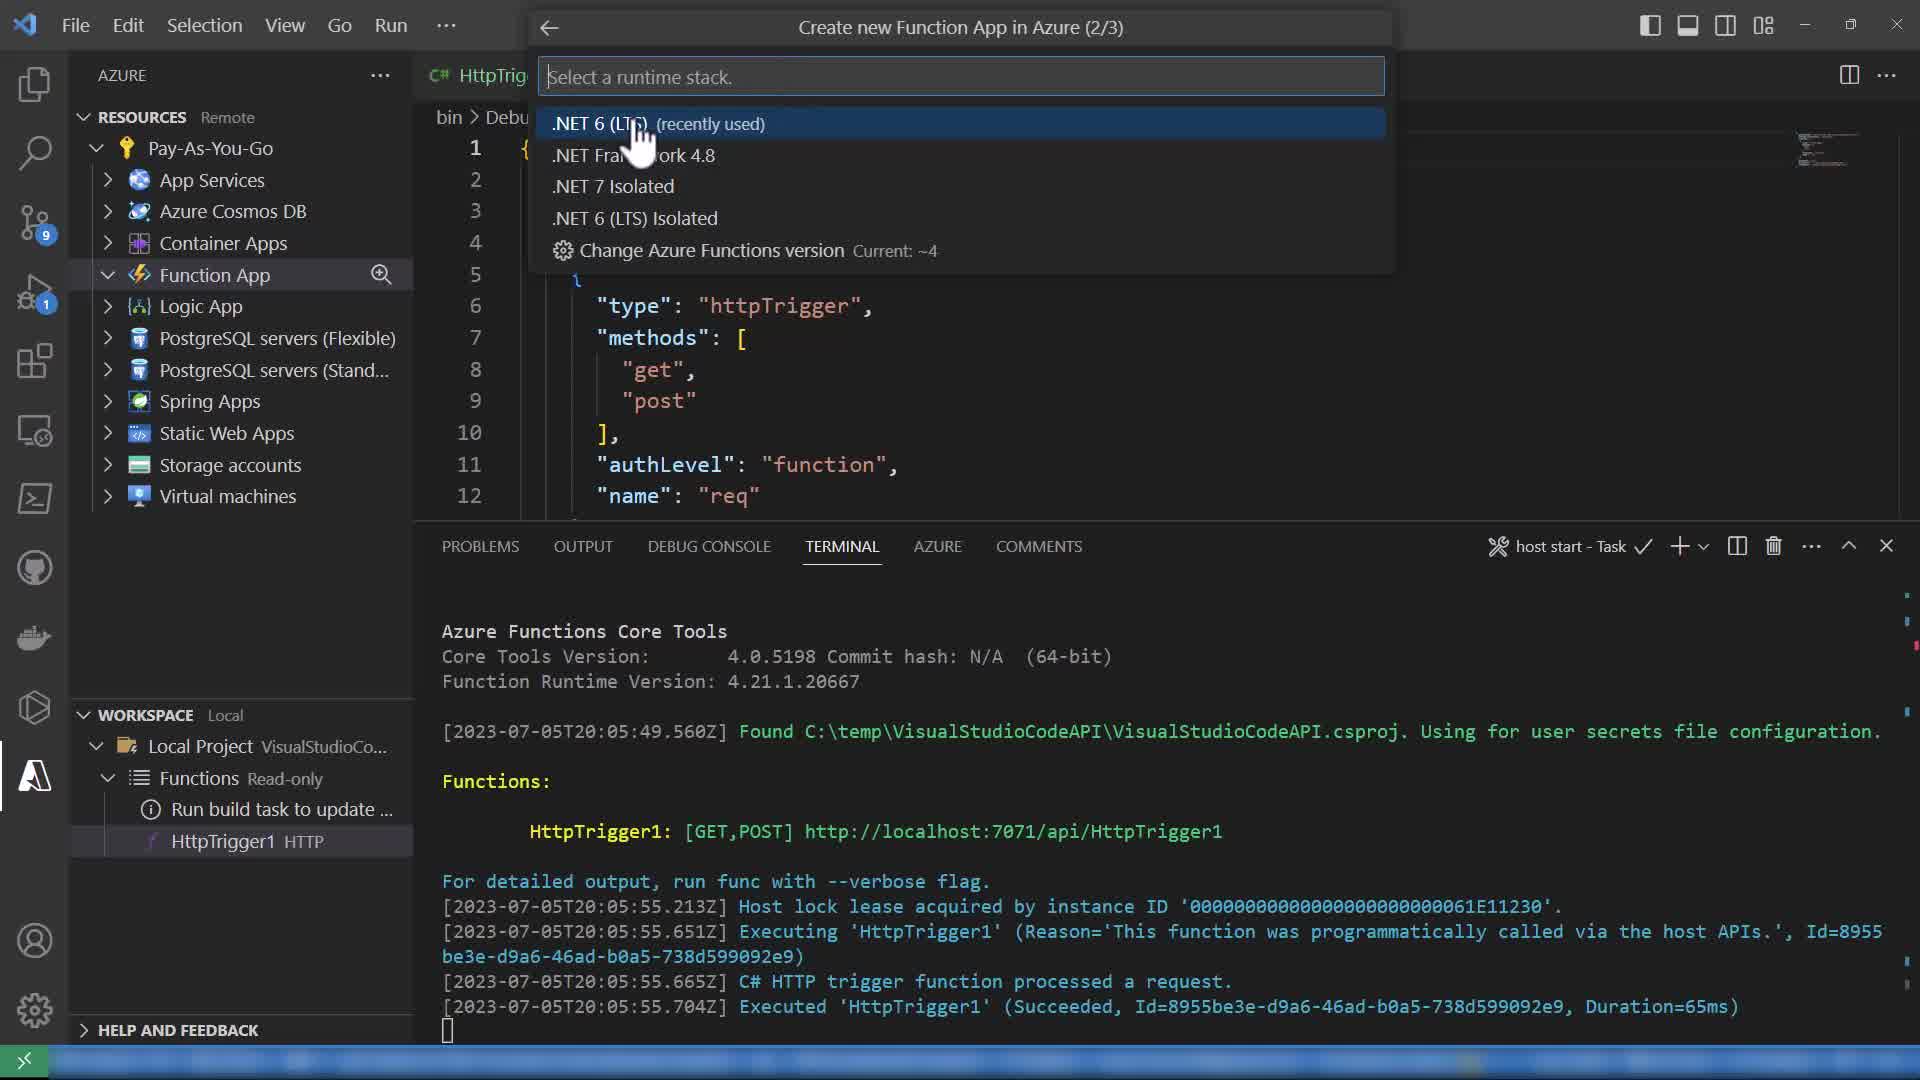 File Edit Selection View Go Run ···
Create new Function App in Azure (2/3)
Select a runtime stack.
.NET 6 (LTS) (recently used)
.NET Framework 4.8
.NET 7 Isolated
.NET 6 (LTS) Isolated
Change Azure Functions version Current: ~4
AZURE
RESOURCES Remote
Pay-As-You-Go
App Services
Azure Cosmos DB
Container Apps
Function App
Logic App
PostgreSQL servers (Flexible)
PostgreSQL servers (Stand...
Spring Apps
Static Web Apps
Storage accounts
Virtual machines
9
1
WORKSPACE Local
Local Project VisualStudioCo...
Functions Read-only
Run build task to update ...
HttpTrigger1 HTTP
HELP AND FEEDBACK
C# HttpTrig
bin > Debu
1 {
2
3
4
5 {
6 "type": "httpTrigger",
7 "methods": [
8 "get",
9 "post"
10 ],
11 "authLevel": "function",
12 "name": "req"
PROBLEMS OUTPUT DEBUG CONSOLE TERMINAL AZURE COMMENTS
host start - Task
Azure Functions Core Tools
Core Tools Version: 4.0.5198 Commit hash: N/A (64-bit)
Function Runtime Version: 4.21.1.20667
[2023-07-05T20:05:49.560Z] Found C:\temp\VisualStudioCodeAPI\VisualStudioCodeAPI.csproj. Using for user secrets file configuration.
Functions:
HttpTrigger1: [GET,POST] http://localhost:7071/api/HttpTrigger1
For detailed output, run func with --verbose flag.
[2023-07-05T20:05:55.213Z] Host lock lease acquired by instance ID '00000000000000000000000061E11230'.
[2023-07-05T20:05:55.651Z] Executing 'HttpTrigger1' (Reason='This function was programmatically called via the host APIs.', Id=8955
be3e-d9a6-46ad-b0a5-738d599092e9)
[2023-07-05T20:05:55.665Z] C# HTTP trigger function processed a request.
[2023-07-05T20:05:55.704Z] Executed 'HttpTrigger1' (Succeeded, Id=8955be3e-d9a6-46ad-b0a5-738d599092e9, Duration=65ms)